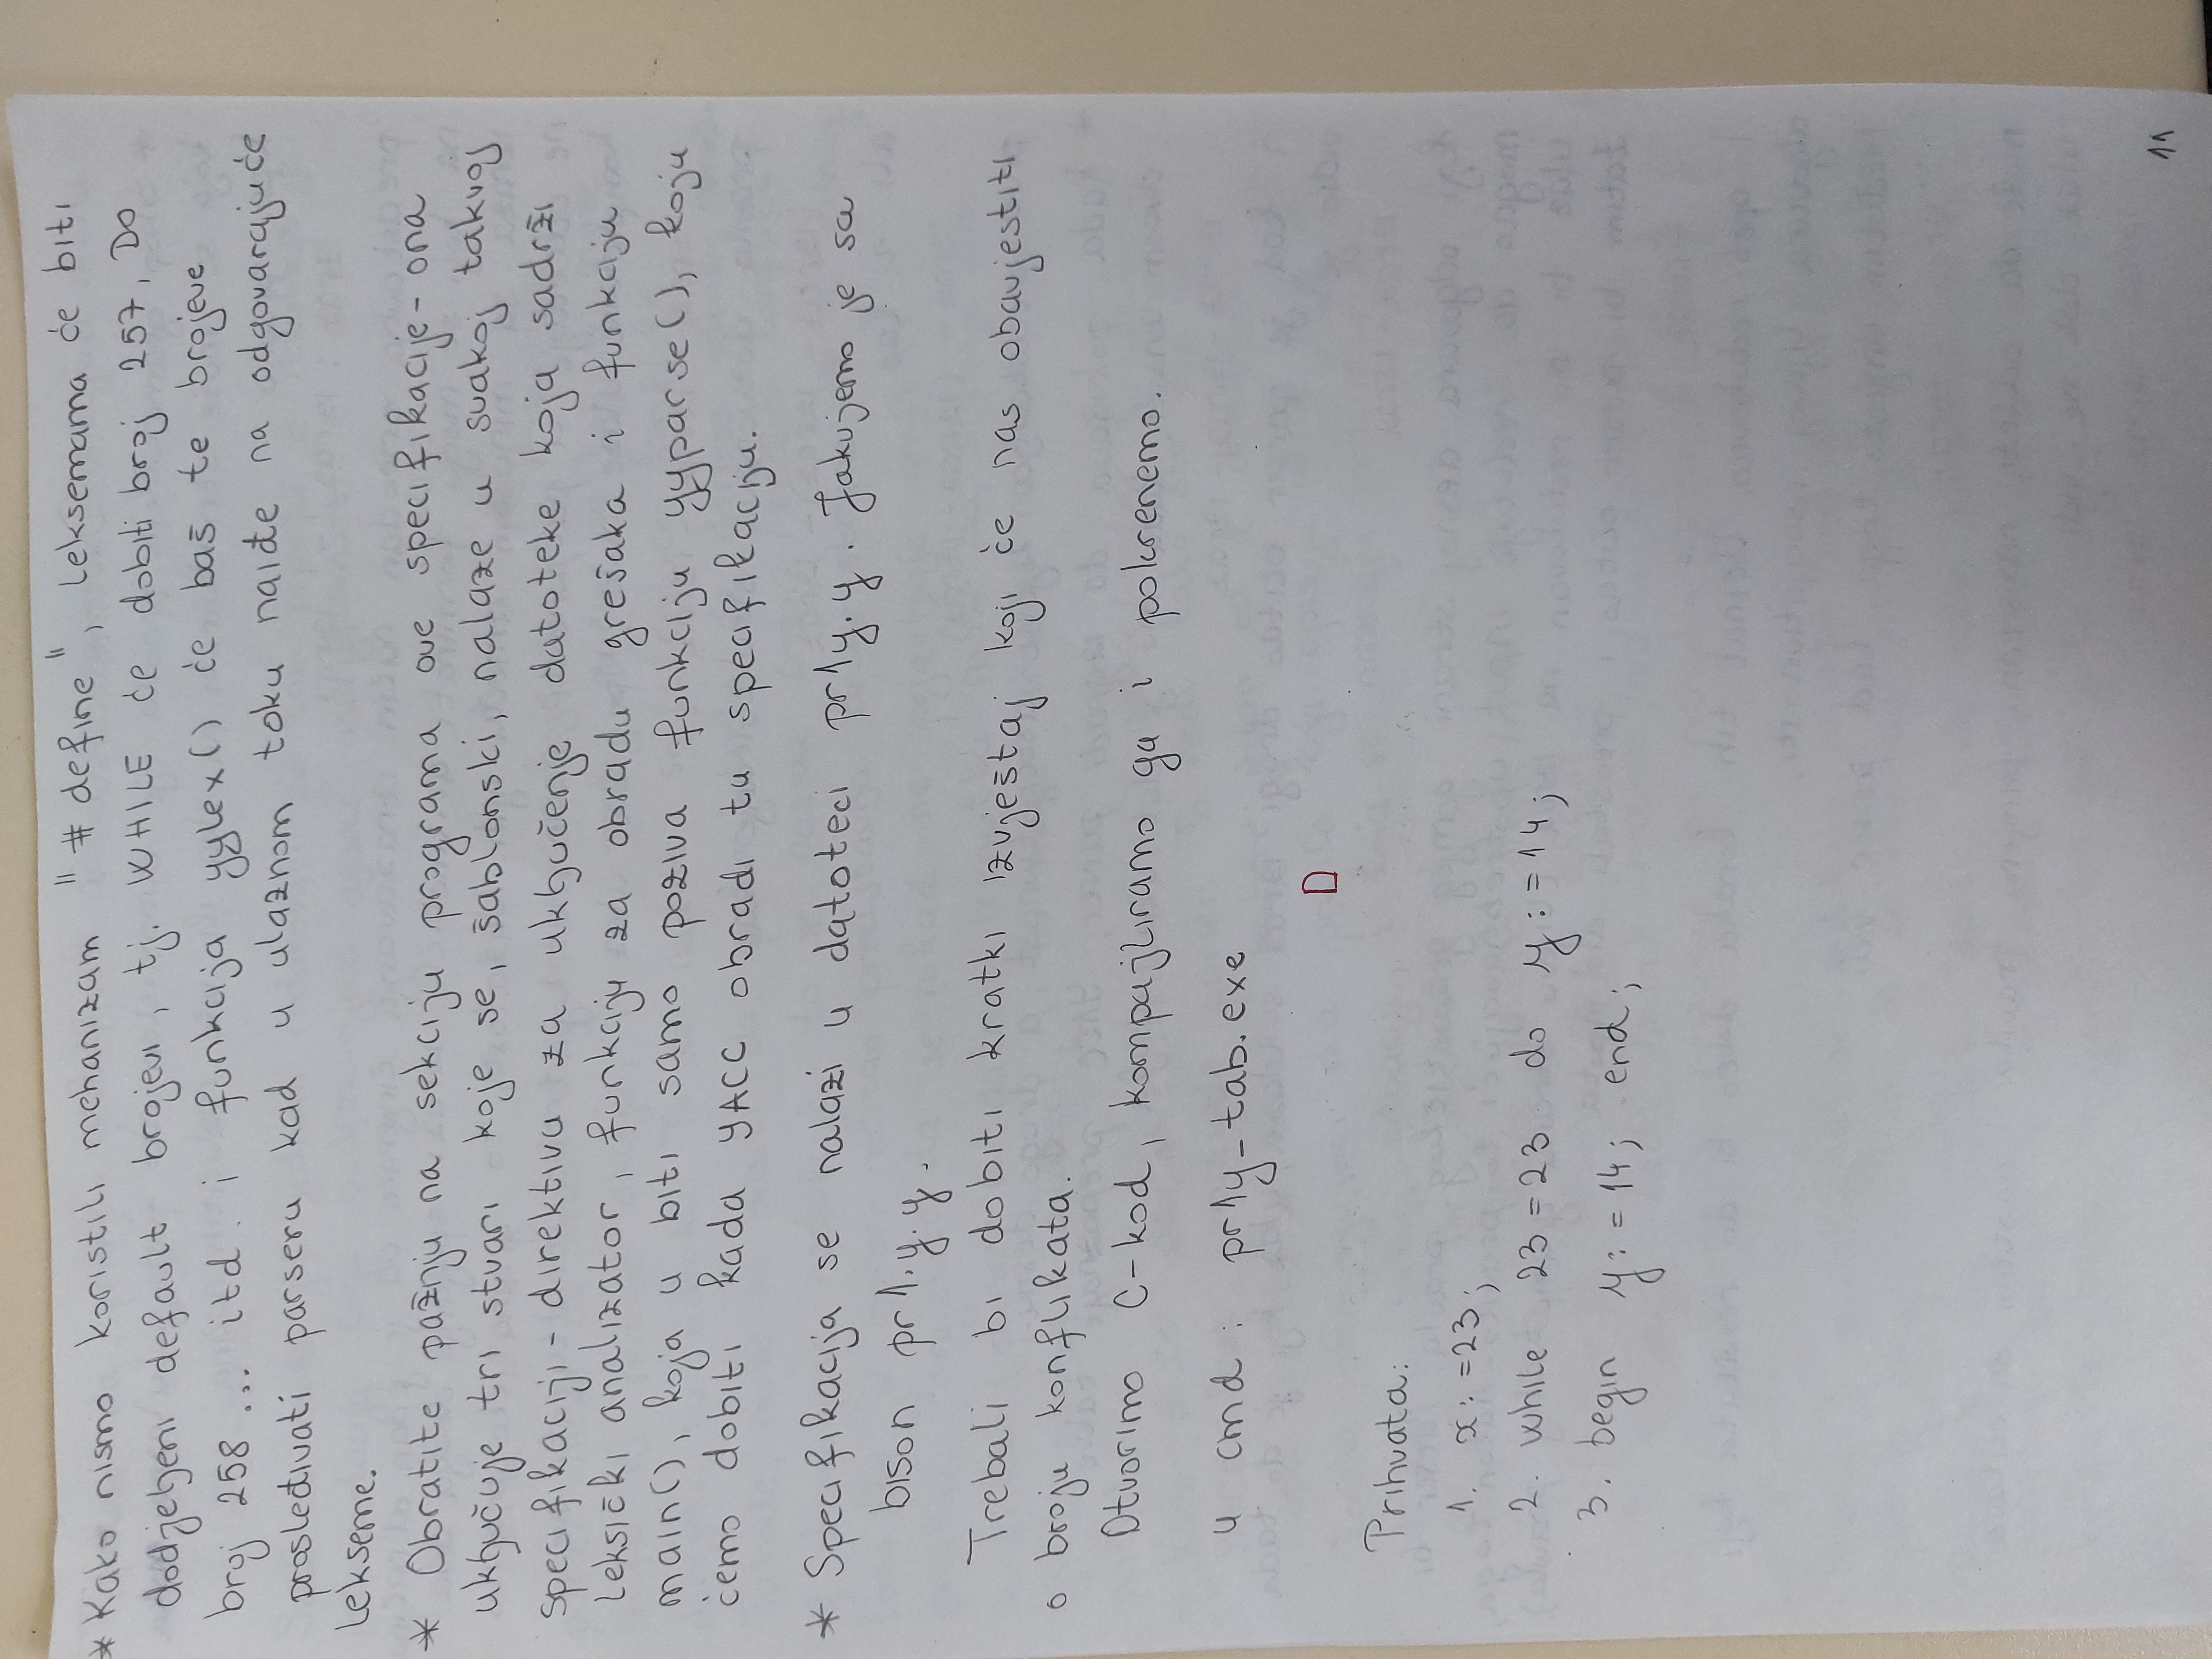 * Kako nismo koristili mehanizam "#define", leksemama će biti
dodjeljeni default brojevi, tj. WHILE će dobiti broj 257, DO
broj 258 ... itd. i funkcija yylex() će baš te brojeve
prosleđivati parseru kad u ulaznom toku naiđe na odgovarajuće
lekseme.
* Obratite pažnju na sekciju programa ove specifikacije - ona
uključuje tri stvari koje se, šablonski, nalaze u svakoj takvoj
specifikaciji - direktivu za uključenje datoteke koja sadrži
leksički analizator, funkciju za obradu grešaka i funkciju
main(), koja u biti samo poziva funkciju yyparse(), koju
ćemo dobiti kada YACC obradi tu specifikaciju.
* Specifikacija se nalazi u datoteci pr1y.y. Jakujemo je sa
bison pr1.y.y.
Trebali bi dobiti kratki izvještaj koji će nas obavjestiti
o broju konflikata.
Otvorimo C-kod, kompajliramo ga i pokrenemo.
u cmd: pr1y-tab.exe
D
Prihvata:
1. x:=23;
2. while 23=23 do y:=14;
3. begin y:=14; end;
11